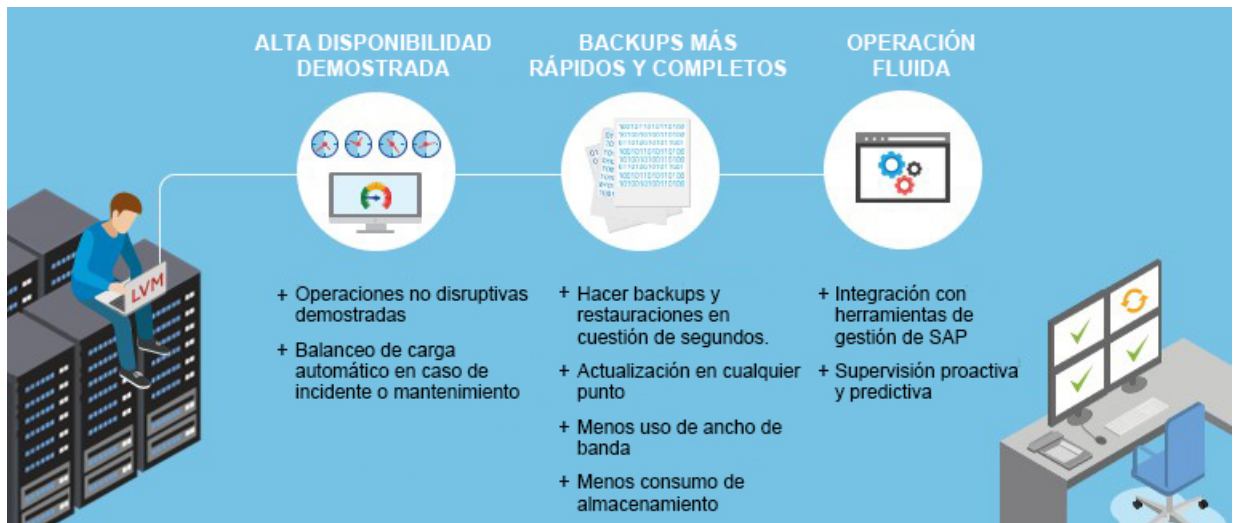 ALTA DISPONIBILIDAD
DEMOSTRADA
BACKUPS MÁS
RÁPIDOS Y COMPLETOS
OPERACIÓN
FLUIDA
LVM
+ Operaciones no disruptivas
demostradas
+ Balanceo de carga
automático en caso de
incidente o mantenimiento
+ Hacer backups y
restauraciones en
cuestión de segundos.
+ Actualización en cualquier
punto
+ Menos uso de ancho de
banda
+ Menos consumo de
almacenamiento
+ Integración con
herramientas de
gestión de SAP
+ Supervisión proactiva
y predictiva